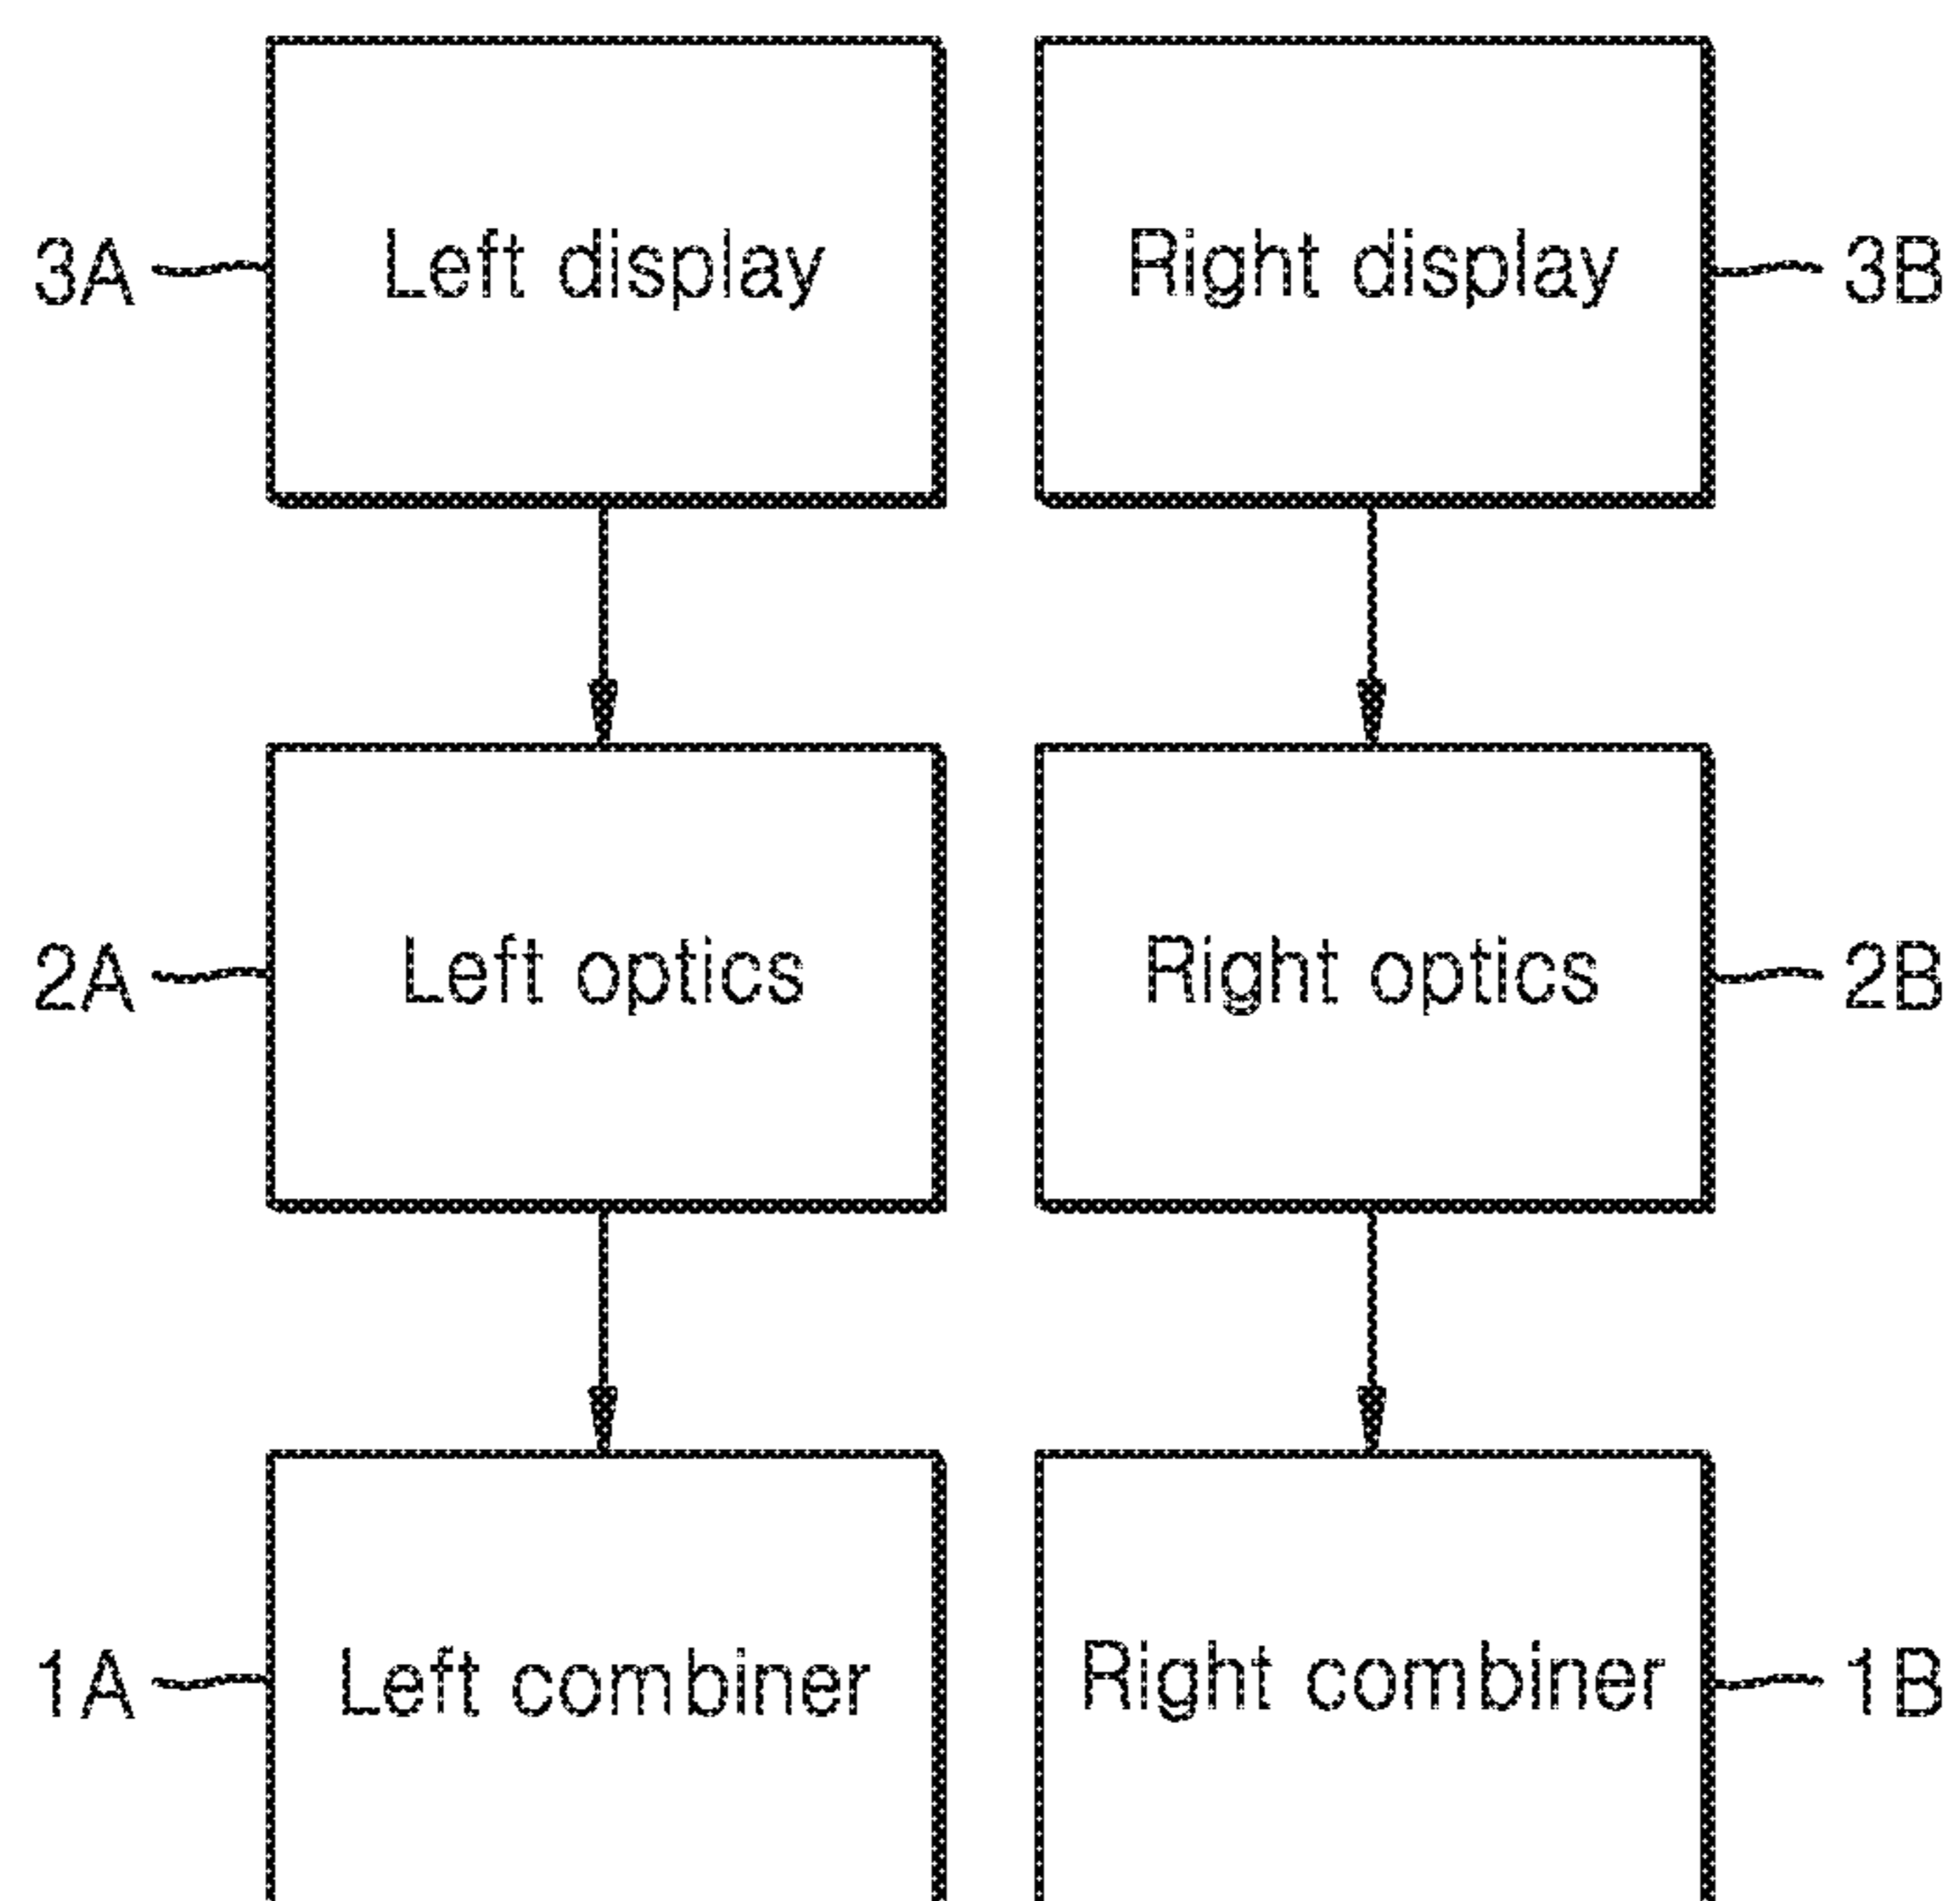 3A Left display Right display 3B
2A Left optics Right optics 2B
1A Left combiner Right combiner 1B